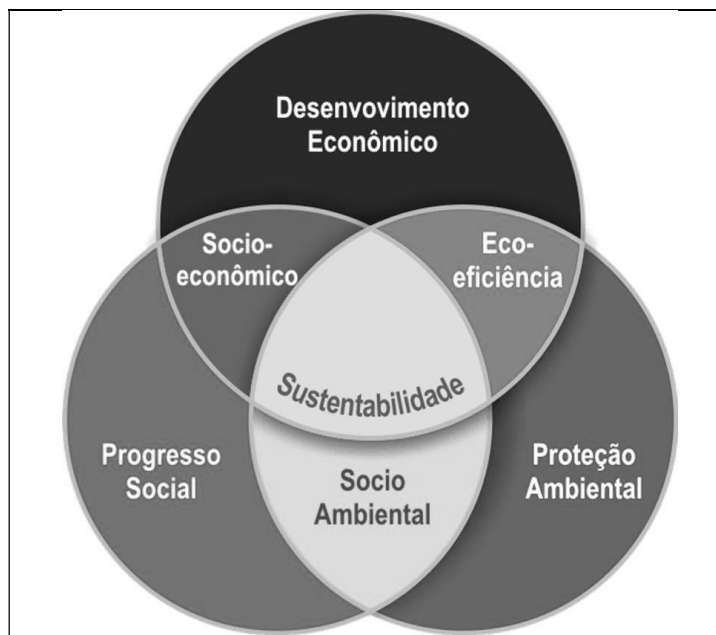 Desenvovimento
Econômico
Socio-
econômico
Eco-
eficiência
Sustentabilidade
Progresso
Social
Socio
Ambiental
Proteção
Ambiental